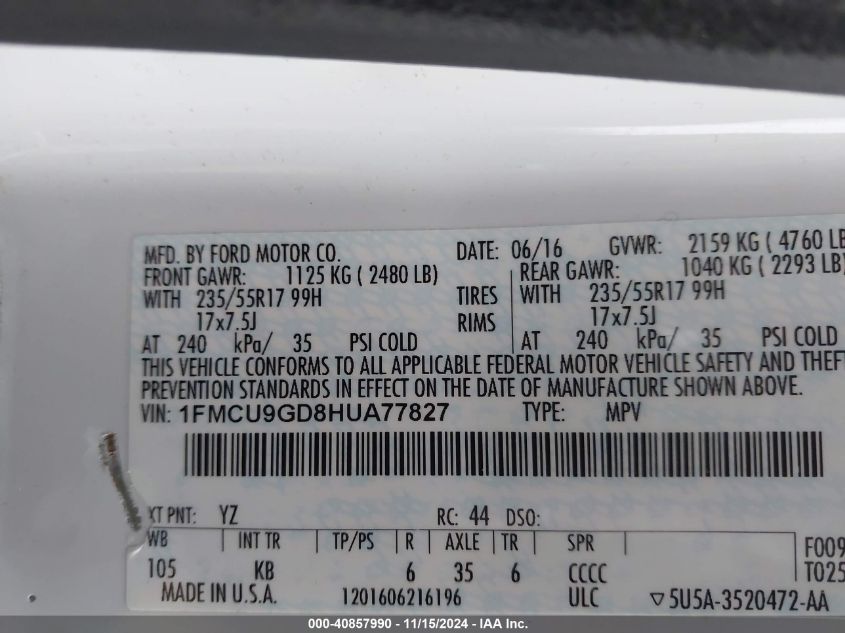 MFD. BY FORD MOTOR CO. DATE: 06/16 GVWR: 2159 KG ( 4760 LB
FRONT GAWR: 1125 KG ( 2480 LB) REAR GAWR: 1040 KG ( 2293 LB)
WITH 235/55R17 99H TIRES WITH 235/55R17 99H
17x7.5J RIMS 17x7.5J
AT 240 kPa/ 35 PSI COLD AT 240 kPa/ 35 PSI COLD
THIS VEHICLE CONFORMS TO ALL APPLICABLE FEDERAL MOTOR VEHICLE SAFETY AND THEFT
PREVENTION STANDARDS IN EFFECT ON THE DATE OF MANUFACTURE SHOWN ABOVE.
VIN: 1FMCU9GD8HUA77827 TYPE: MPV
XT PNT: YZ RC: 44 DSO:
WB INT TR TP/PS R AXLE TR SPR F009
105 KB 6 35 6 CCCC T025
MADE IN U.S.A. 1201606216196 ULC ▽5U5A-3520472-AA
000-40857990 - 11/15/2024 - IAA Inc.